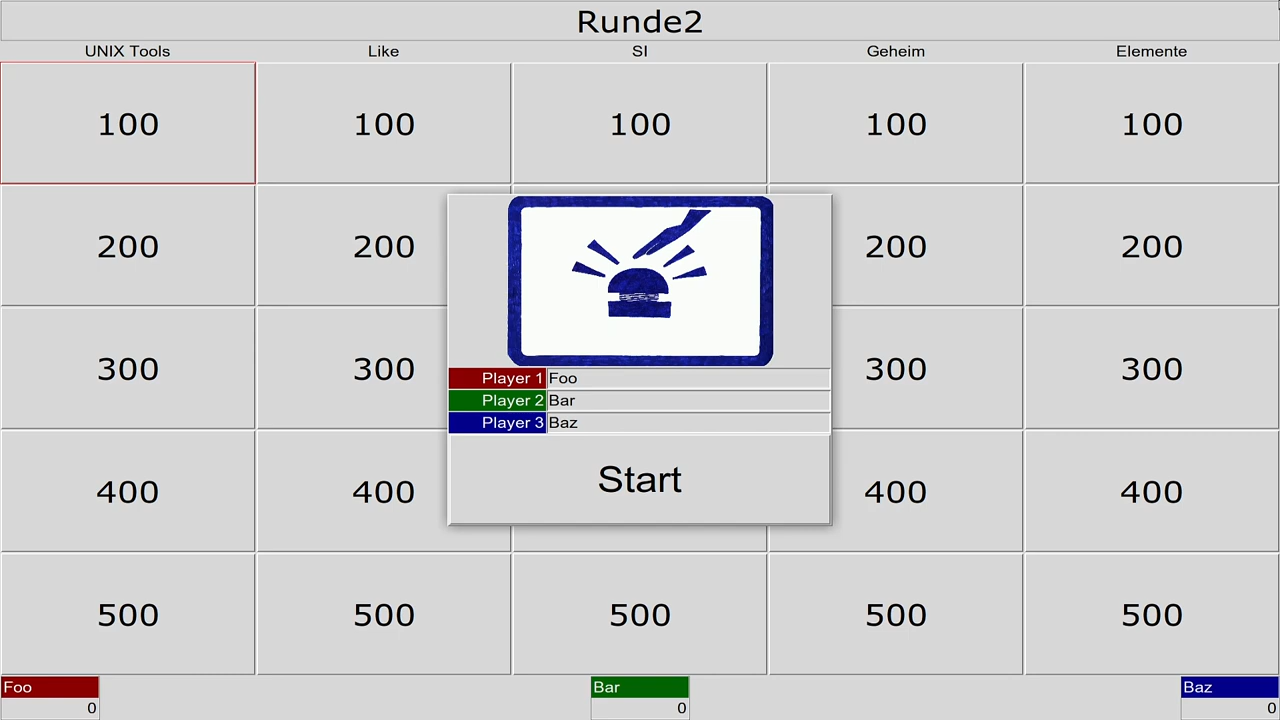 Runde2
UNIX Tools Like SI Geheim Elemente
100 100 100 100 100
200 200 200 200
300 300 300 300
Player 1 Foo
Player 2 Bar
Player 3 Baz
Start
400 400 400 400
500 500 500 500 500
Foo Bar Baz
0 0 0